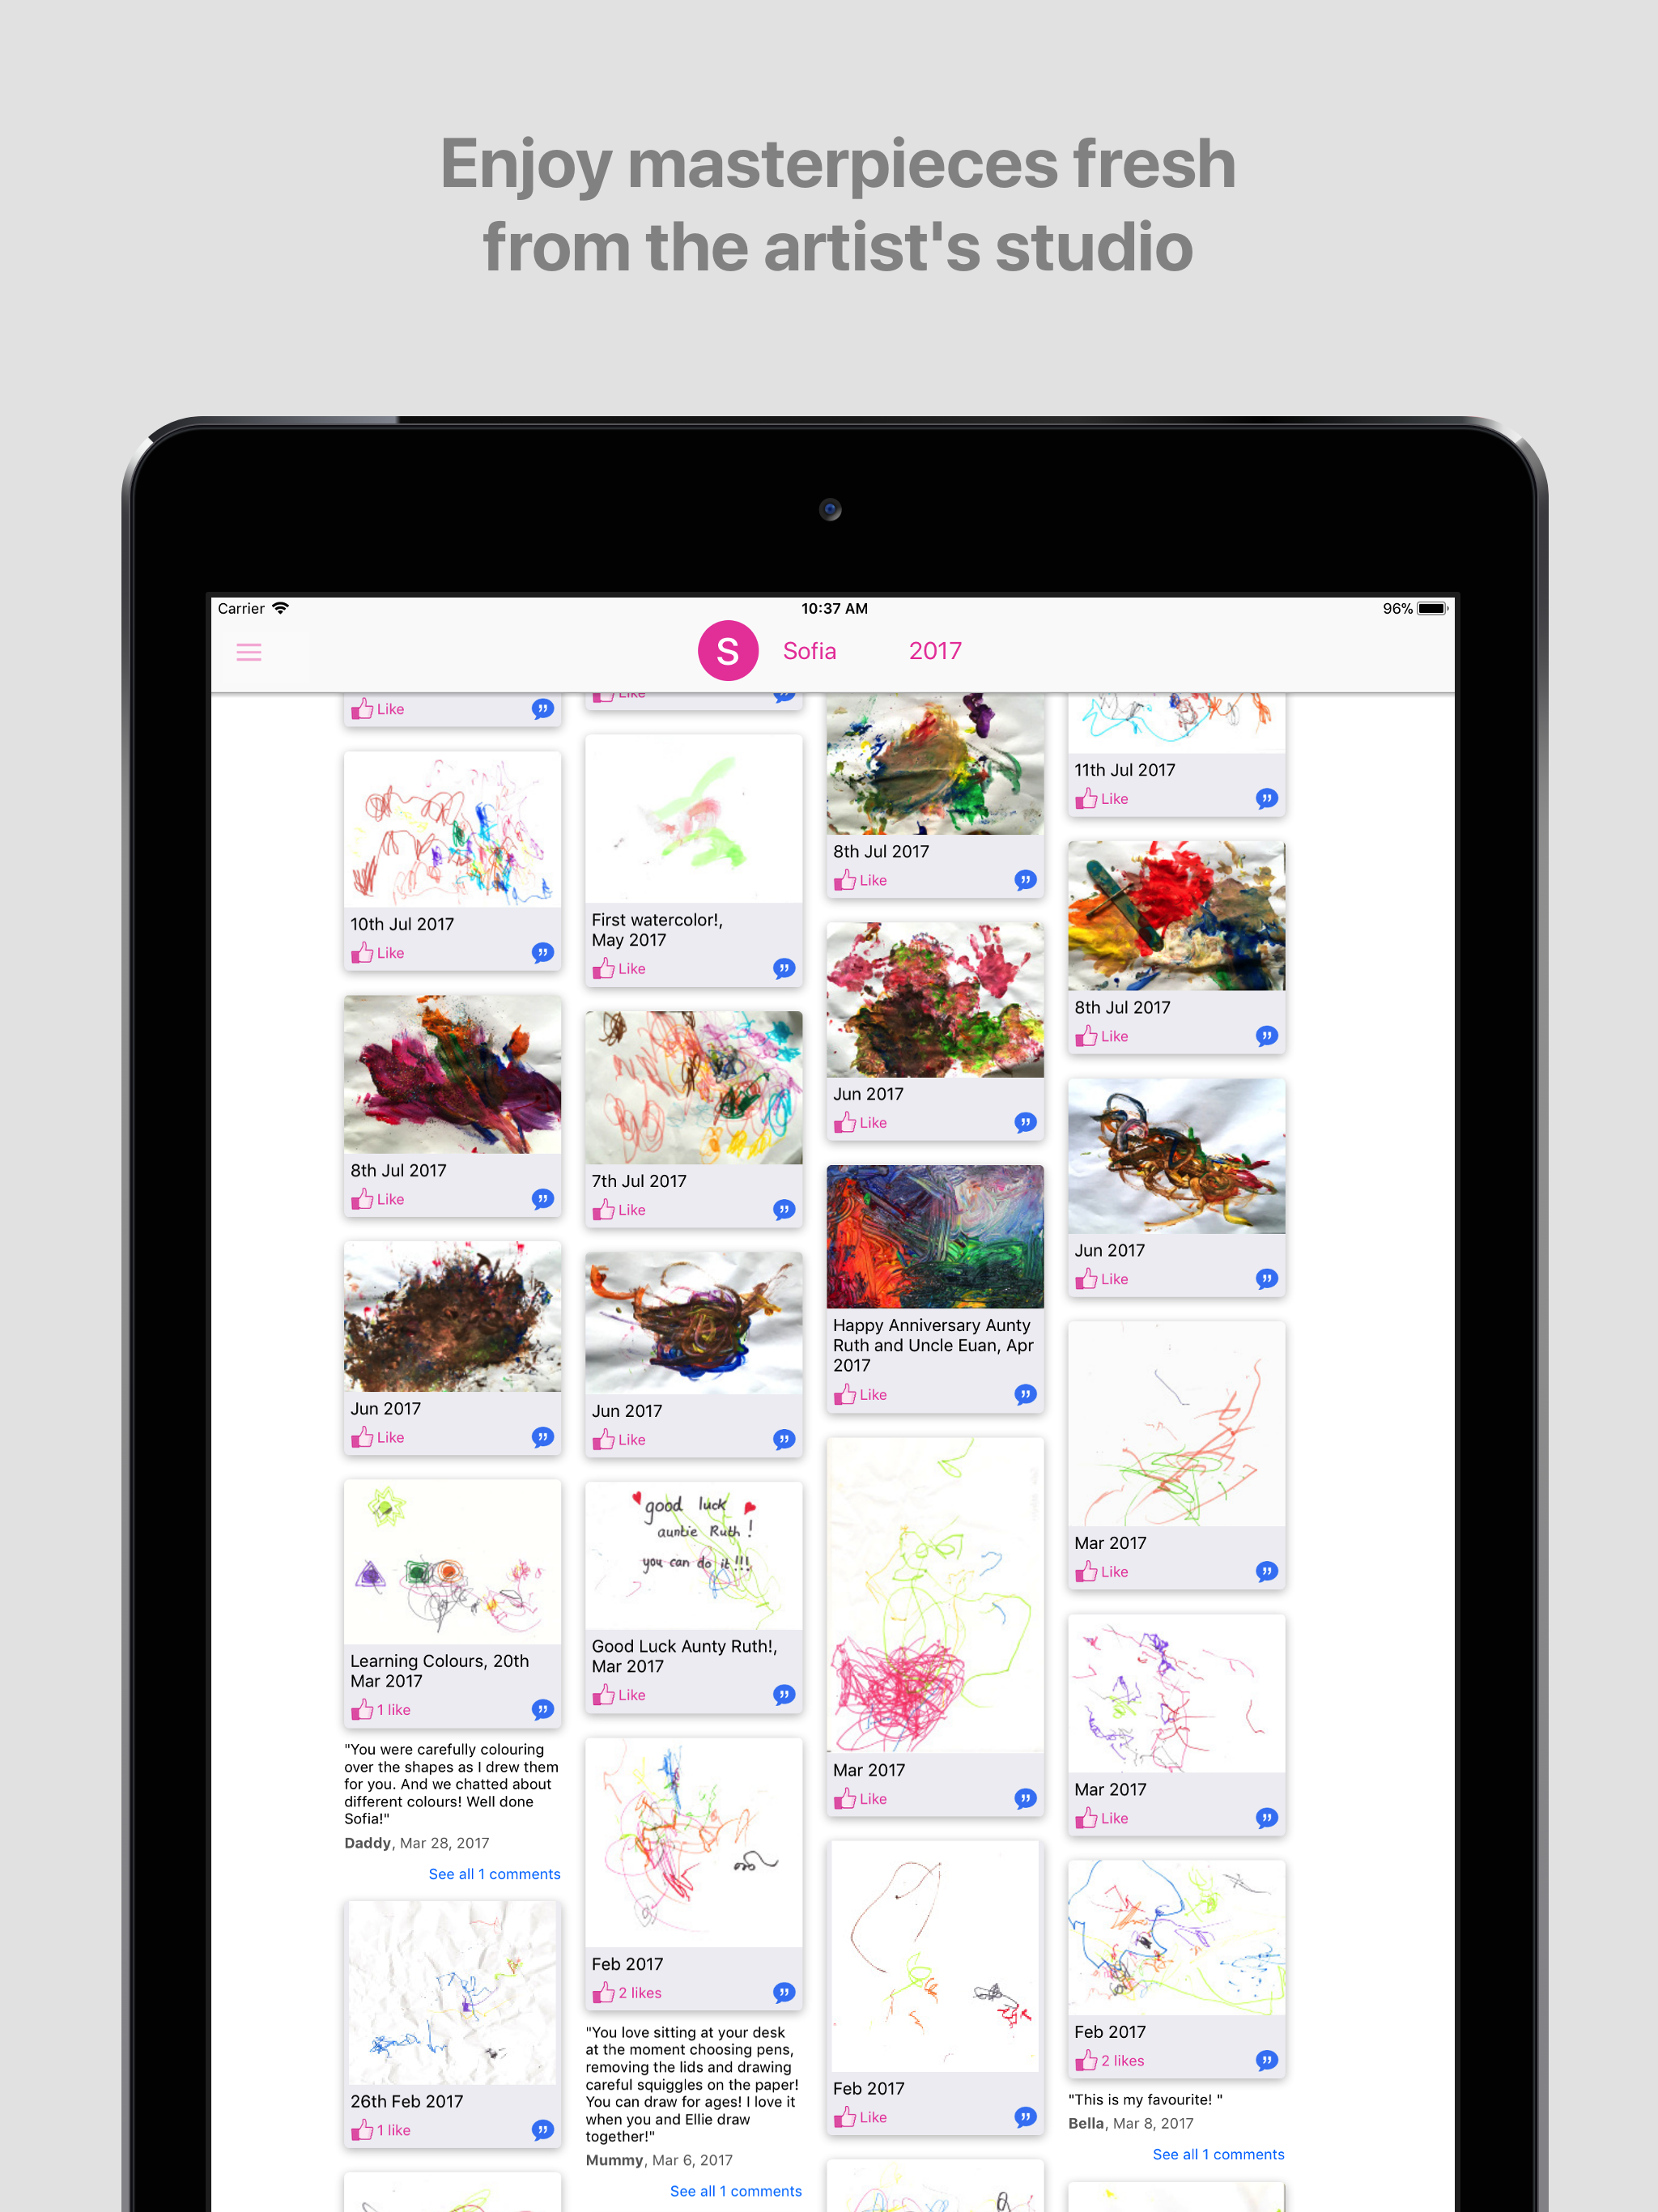 Enjoy masterpieces fresh
from the artist's studio
Carrier
10:37 AM
96%
S
Sofia
2017
Like
10th Jul 2017
Like
8th Jul 2017
Like
Jun 2017
Like
Learning Colours, 20th
Mar 2017
1 like
"You were carefully colouring
over the shapes as I drew them
for you. And we chatted about
different colours! Well done
Sofia!"
Daddy, Mar 28, 2017
See all 1 comments
26th Feb 2017
1 like
Like
First watercolor!,
May 2017
Like
7th Jul 2017
Like
Jun 2017
Like
good luck
auntie Ruth!
you can do it!!!
Good Luck Aunty Ruth!,
Mar 2017
Like
Feb 2017
2 likes
"You love sitting at your desk
at the moment choosing pens,
removing the lids and drawing
careful squiggles on the paper!
You can draw for ages! I love it
when you and Ellie draw
together!"
Mummy, Mar 6, 2017
See all 1 comments
8th Jul 2017
Like
Jun 2017
Like
Happy Anniversary Aunty
Ruth and Uncle Euan, Apr
2017
Like
Mar 2017
Like
Feb 2017
Like
11th Jul 2017
Like
8th Jul 2017
Like
Jun 2017
Like
Mar 2017
Like
Mar 2017
Like
Feb 2017
2 likes
"This is my favourite! "
Bella, Mar 8, 2017
See all 1 comments